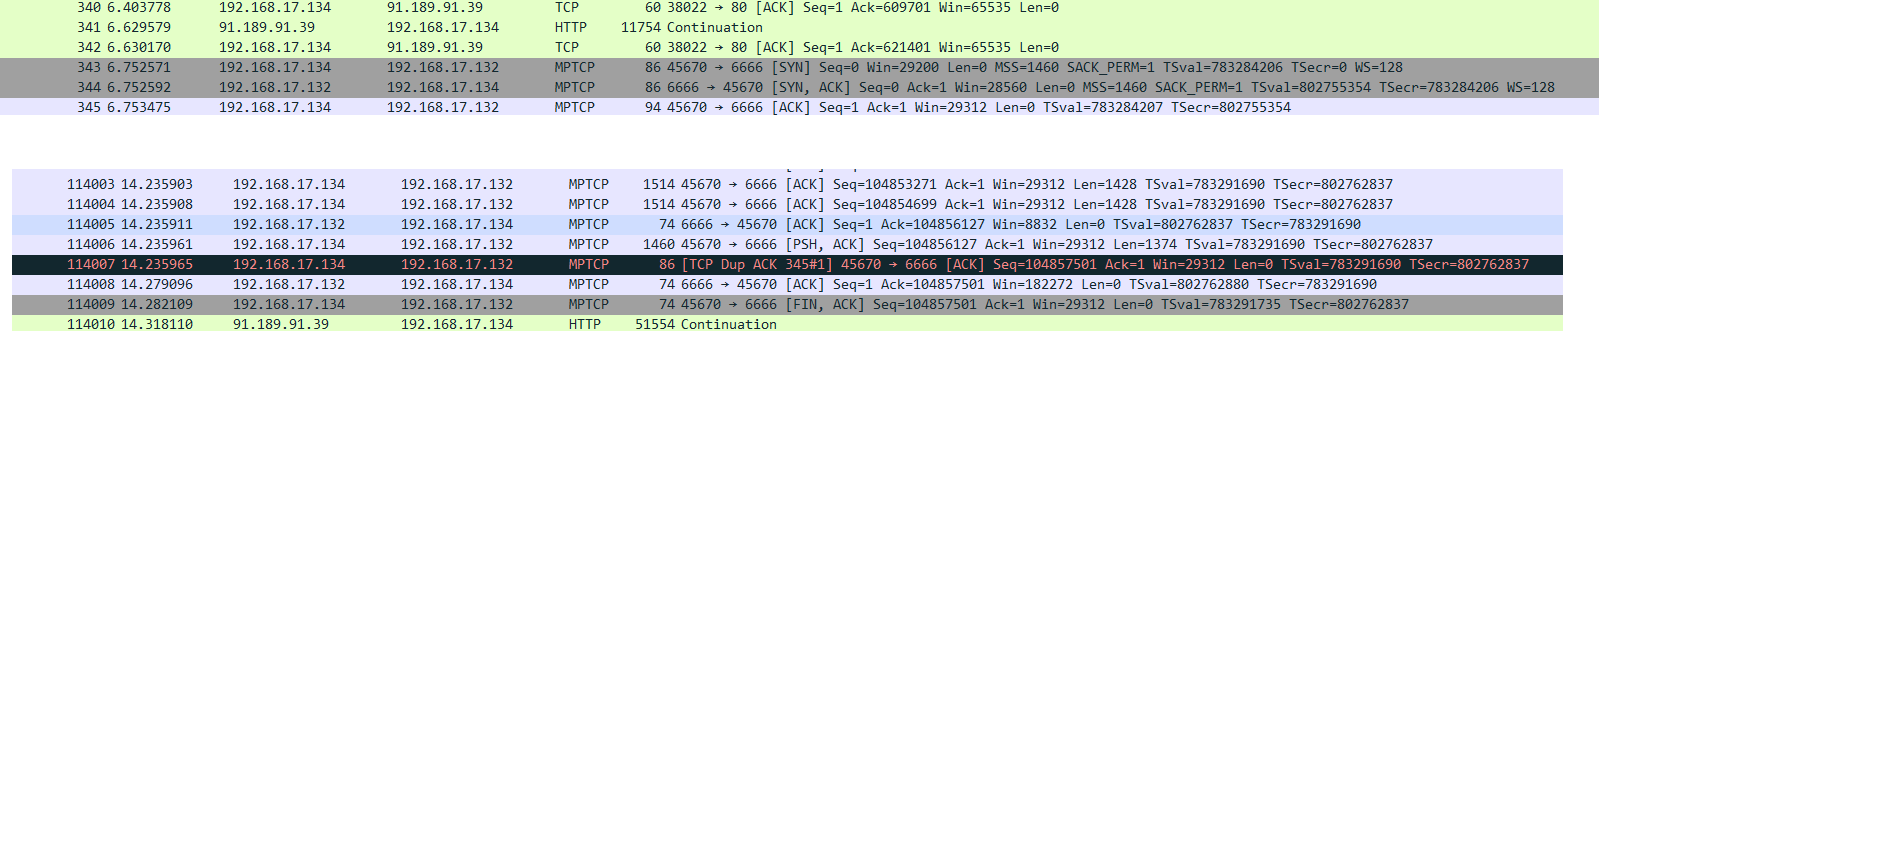 340 6.403778 192.168.17.134 91.189.91.39 TCP 60 38022 → 80 [ACK] Seq=1 Ack=609701 Win=65535 Len=0
341 6.629579 91.189.91.39 192.168.17.134 HTTP 11754 Continuation
342 6.630170 192.168.17.134 91.189.91.39 TCP 60 38022 → 80 [ACK] Seq=1 Ack=621401 Win=65535 Len=0
343 6.752571 192.168.17.134 192.168.17.132 MPTCP 86 45670 → 6666 [SYN] Seq=0 Win=29200 Len=0 MSS=1460 SACK_PERM=1 TSval=783284206 TSecr=0 WS=128
344 6.752592 192.168.17.132 192.168.17.134 MPTCP 86 6666 → 45670 [SYN, ACK] Seq=0 Ack=1 Win=28560 Len=0 MSS=1460 SACK_PERM=1 TSval=802755354 TSecr=783284206 WS=128
345 6.753475 192.168.17.134 192.168.17.132 MPTCP 94 45670 → 6666 [ACK] Seq=1 Ack=1 Win=29312 Len=0 TSval=783284207 TSecr=802755354
114003 14.235903 192.168.17.134 192.168.17.132 MPTCP 1514 45670 → 6666 [ACK] Seq=104853271 Ack=1 Win=29312 Len=1428 TSval=783291690 TSecr=802762837
114004 14.235908 192.168.17.134 192.168.17.132 MPTCP 1514 45670 → 6666 [ACK] Seq=104854699 Ack=1 Win=29312 Len=1428 TSval=783291690 TSecr=802762837
114005 14.235911 192.168.17.132 192.168.17.134 MPTCP 74 6666 → 45670 [ACK] Seq=1 Ack=104856127 Win=8832 Len=0 TSval=802762837 TSecr=783291690
114006 14.235961 192.168.17.134 192.168.17.132 MPTCP 1460 45670 → 6666 [PSH, ACK] Seq=104856127 Ack=1 Win=29312 Len=1374 TSval=783291690 TSecr=802762837
114007 14.235965 192.168.17.134 192.168.17.132 MPTCP 86 [TCP Dup ACK 345#1] 45670 → 6666 [ACK] Seq=104857501 Ack=1 Win=29312 Len=0 TSval=783291690 TSecr=802762837
114008 14.279096 192.168.17.132 192.168.17.134 MPTCP 74 6666 → 45670 [ACK] Seq=1 Ack=104857501 Win=182272 Len=0 TSval=802762880 TSecr=783291690
114009 14.282109 192.168.17.134 192.168.17.132 MPTCP 74 45670 → 6666 [FIN, ACK] Seq=104857501 Ack=1 Win=29312 Len=0 TSval=783291735 TSecr=802762837
114010 14.318110 91.189.91.39 192.168.17.134 HTTP 51554 Continuation